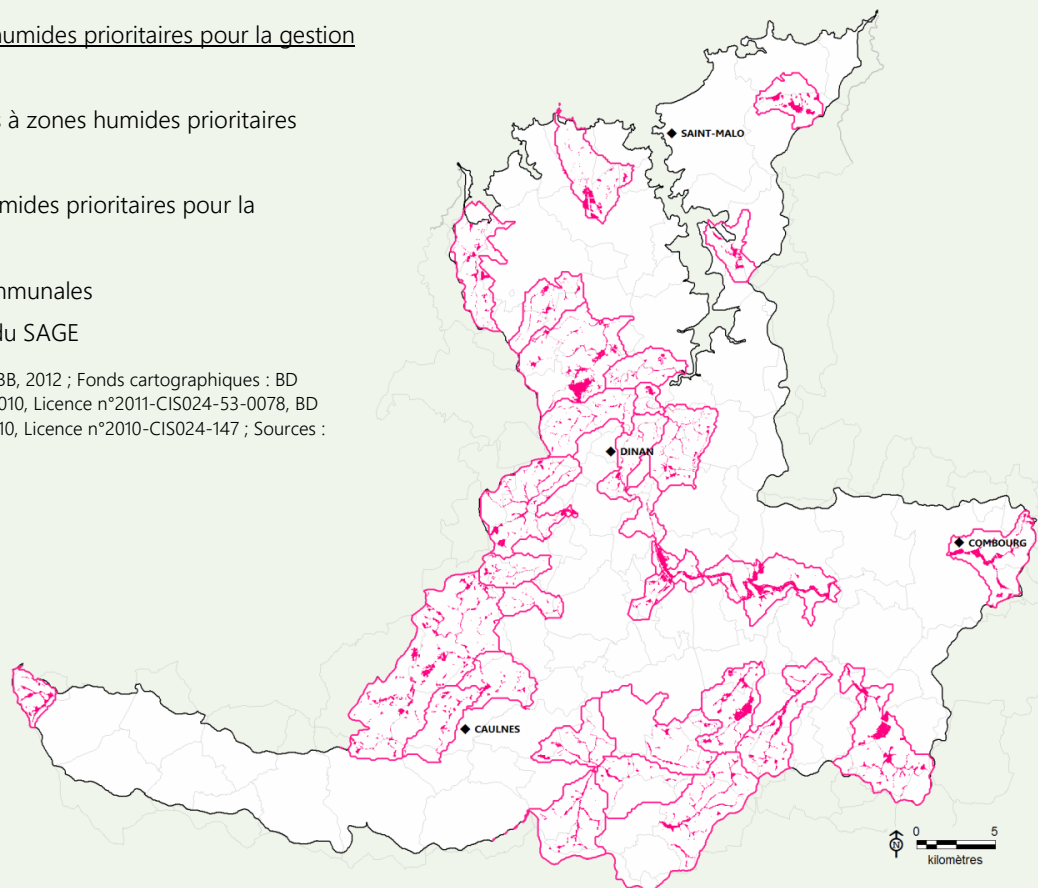 humides prioritaires pour la gestion
s à zones humides prioritaires
mides prioritaires pour la
mmunales
du SAGE
BB, 2012 ; Fonds cartographiques : BD
010, Licence n°2011-CIS024-53-0078, BD
10, Licence n°2010-CIS024-147 ; Sources :
SAINT-MALO
DINAN
COMBOURG
CAULNES
N
0 5
kilomètres